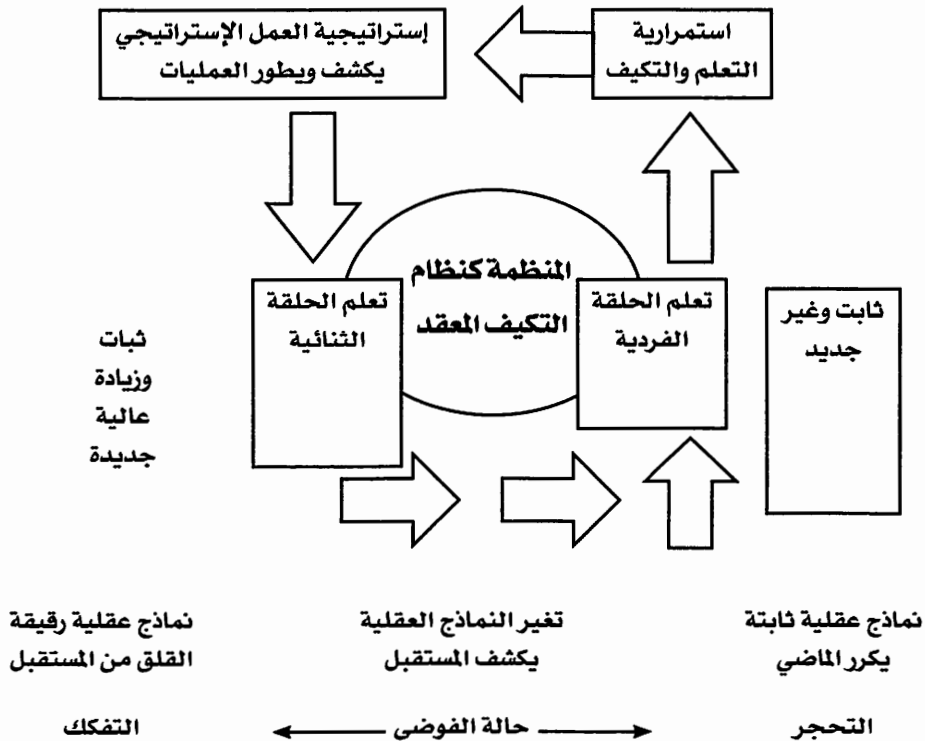 استمرارية
التعلم والتكيف
إستراتيجية العمل الإستراتيجي
يكشف ويطور العمليات
المنظمة كنظام
التكيف المعقد
ثابت وغير
جديد
تعلم الحلقة
الفردية
تعلم الحلقة
الثنائية
ثبات
وزيادة
عالية
جديدة
نماذج عقلية ثابتة
يكرر الماضي
تغير النماذج العقلية
يكشف المستقبل
نماذج عقلية رقيقة
القلق من المستقبل
التحجر
حالة الفوضى
التفكك